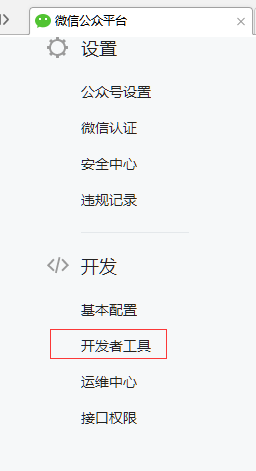 微信公众平台
设置
公众号设置
微信认证
安全中心
违规记录
开发
基本配置
开发者工具
运维中心
接口权限